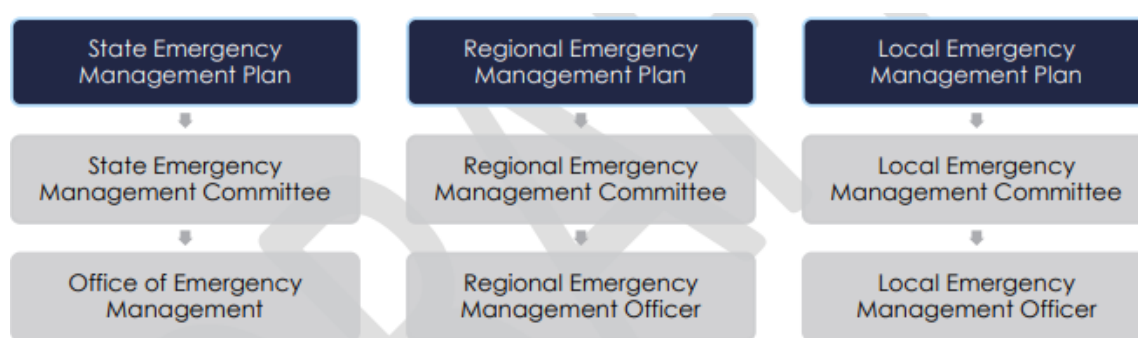 State Emergency
Management Plan
Regional Emergency
Management Plan
Local Emergency
Management Plan
State Emergency
Management Committee
Regional Emergency
Management Committee
Local Emergency
Management Committee
Office of Emergency
Management
Regional Emergency
Management Officer
Local Emergency
Management Officer